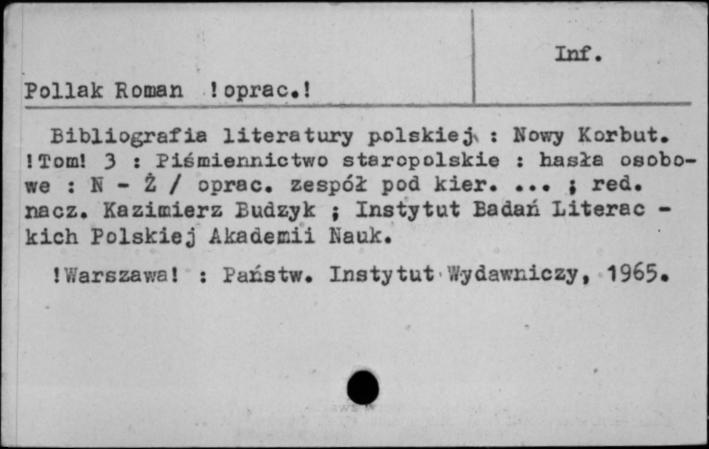 Inf.
Pollak Roman !oprac.!
Bibliografia literatury polskiej : Nowy Korbut.
!Tom! 3 : Piśmiennictwo staropolskie : hasła osobo-
we : N - Ż / oprac. zespół pod kier. ... ; red.
nacz. Kazimierz Budzyk ; Instytut Badań Literac -
kich Polskiej Akademii Nauk.
!Warszawa! : Państw. Instytut Wydawniczy, 1965.